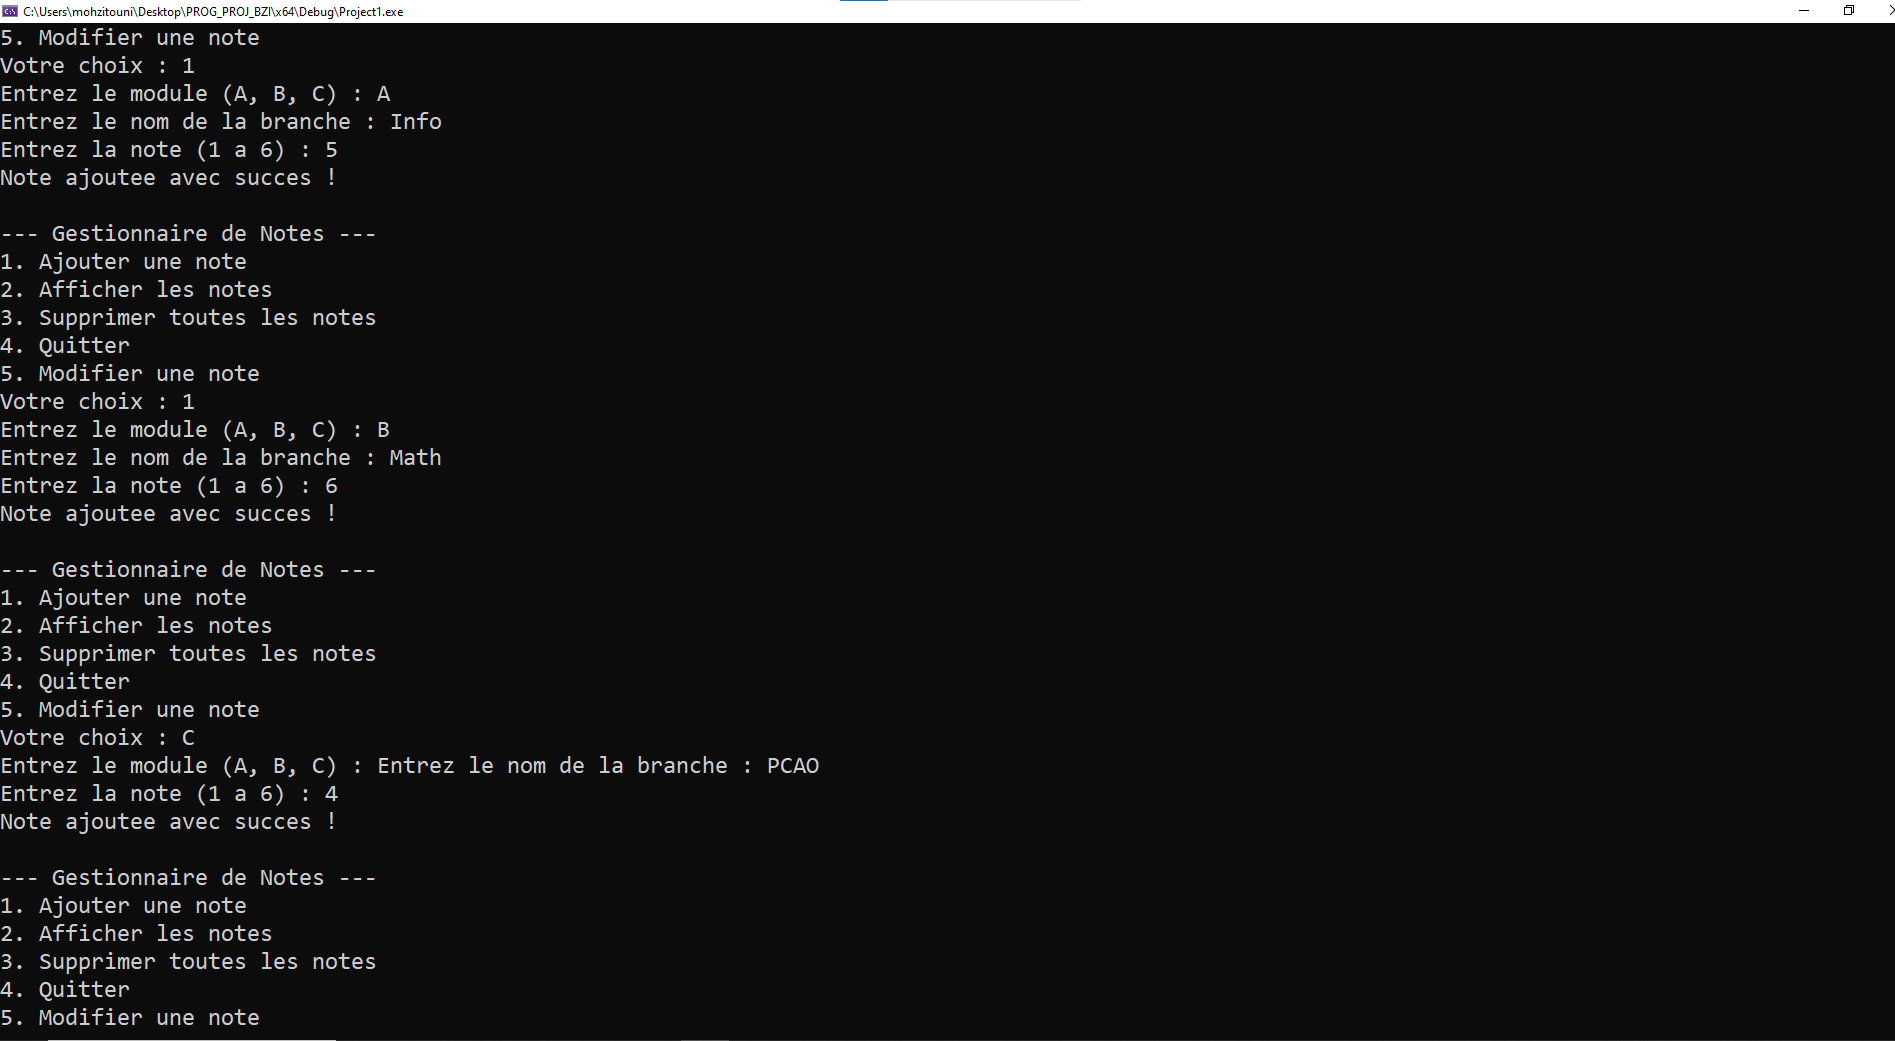 C:\Users\mohzitouni\Desktop\PROG_PROJ_BZI\x64\Debug\Project1.exe
5. Modifier une note
Votre choix : 1
Entrez le module (A, B, C) : A
Entrez le nom de la branche : Info
Entrez la note (1 a 6) : 5
Note ajoutee avec succes !
--- Gestionnaire de Notes ---
1. Ajouter une note
2. Afficher les notes
3. Supprimer toutes les notes
4. Quitter
5. Modifier une note
Votre choix : 1
Entrez le module (A, B, C) : B
Entrez le nom de la branche : Math
Entrez la note (1 a 6) : 6
Note ajoutee avec succes !
--- Gestionnaire de Notes ---
1. Ajouter une note
2. Afficher les notes
3. Supprimer toutes les notes
4. Quitter
5. Modifier une note
Votre choix : C
Entrez le module (A, B, C) : Entrez le nom de la branche : PCAO
Entrez la note (1 a 6) : 4
Note ajoutee avec succes !
--- Gestionnaire de Notes ---
1. Ajouter une note
2. Afficher les notes
3. Supprimer toutes les notes
4. Quitter
5. Modifier une note